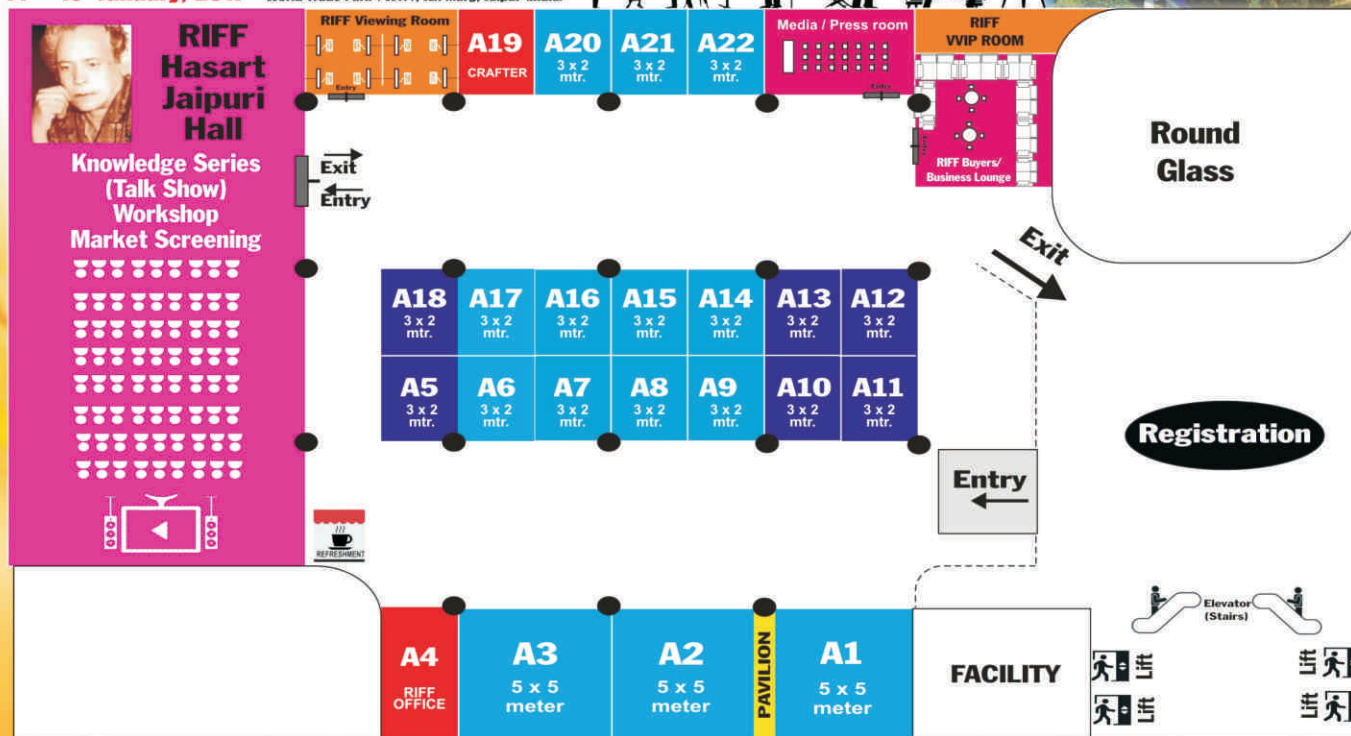 RIFF
Hasart
Jaipuri
Hall
Knowledge Series
(Talk Show)
Workshop
Market Screening
RIFF Viewing Room
Entry
A19
CRAFTER
A20
3 x 2
mtr.
A21
3 x 2
mtr.
A22
3 x 2
mtr.
Media / Press room
Entry
RIFF
VVIP ROOM
Entry
RIFF Buyers/
Business Lounge
Round
Glass
Exit
Entry
Exit
A18
3 x 2
mtr.
A17
3 x 2
mtr.
A16
3 x 2
mtr.
A15
3 x 2
mtr.
A14
3 x 2
mtr.
A13
3 x 2
mtr.
A12
3 x 2
mtr.
A5
3 x 2
mtr.
A6
3 x 2
mtr.
A7
3 x 2
mtr.
A8
3 x 2
mtr.
A9
3 x 2
mtr.
A10
3 x 2
mtr.
A11
3 x 2
mtr.
Registration
Entry
REFRESHMENT
Elevator
(Stairs)
A4
RIFF
OFFICE
A3
5 x 5
meter
A2
5 x 5
meter
PAVILION
A1
5 x 5
meter
FACILITY
Lift
Lift
Lift
Lift